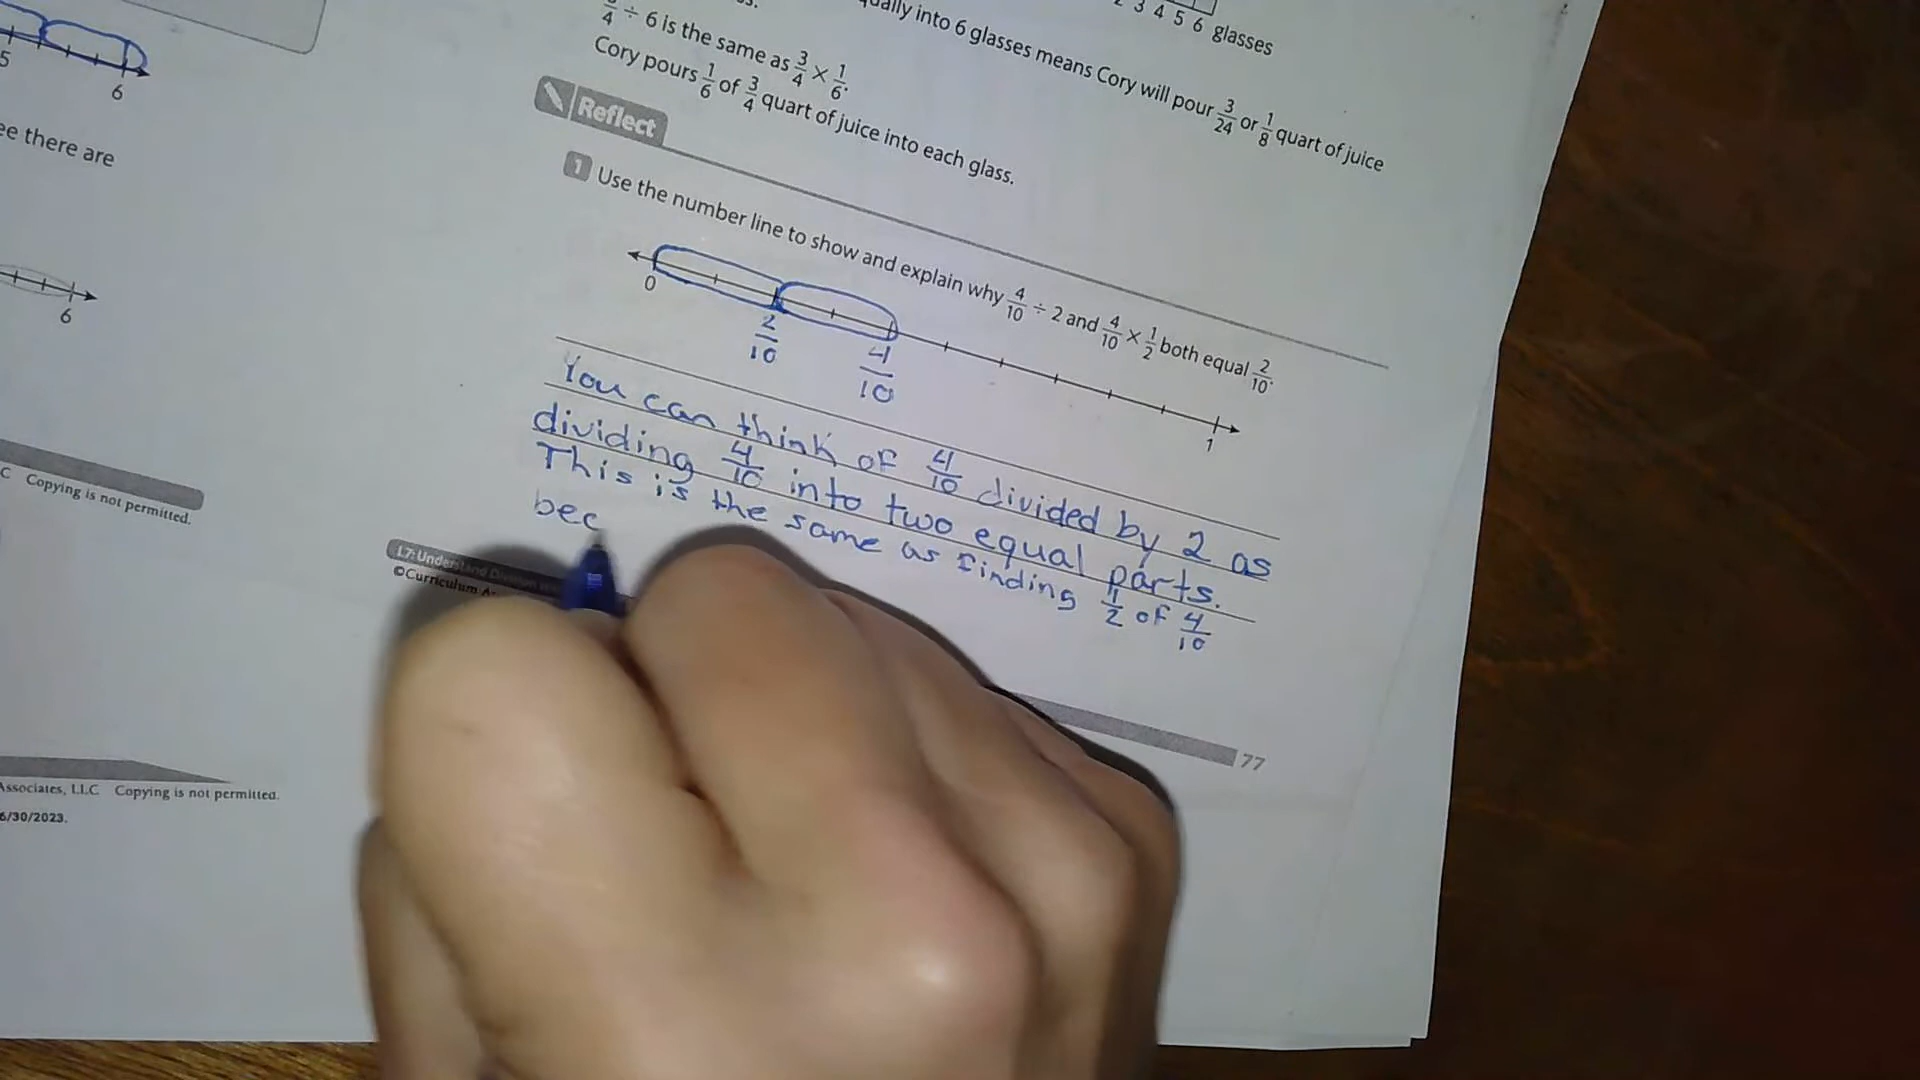 2 3 4 5 6 glasses
ually into 6 glasses means Cory will pour 3/24 or 1/8 quart of juice
/4 ÷ 6 is the same as 3/4 × 1/6.
Cory pours 1/6 of 3/4 quart of juice into each glass.
Reflect
1 Use the number line to show and explain why 4/10 ÷ 2 and 4/10 × 1/2 both equal 2/10.
0 2/10 4/10 1
You can think of 4/10 divided by 2 as
dividing 4/10 into two equal parts.
This is the same as finding 1/2 of 4/10
bec
L7: Understand Division
©Curriculum A
77
5 6
ee there are
6
C Copying is not permitted.
Associates, LLC Copying is not permitted.
6/30/2023.